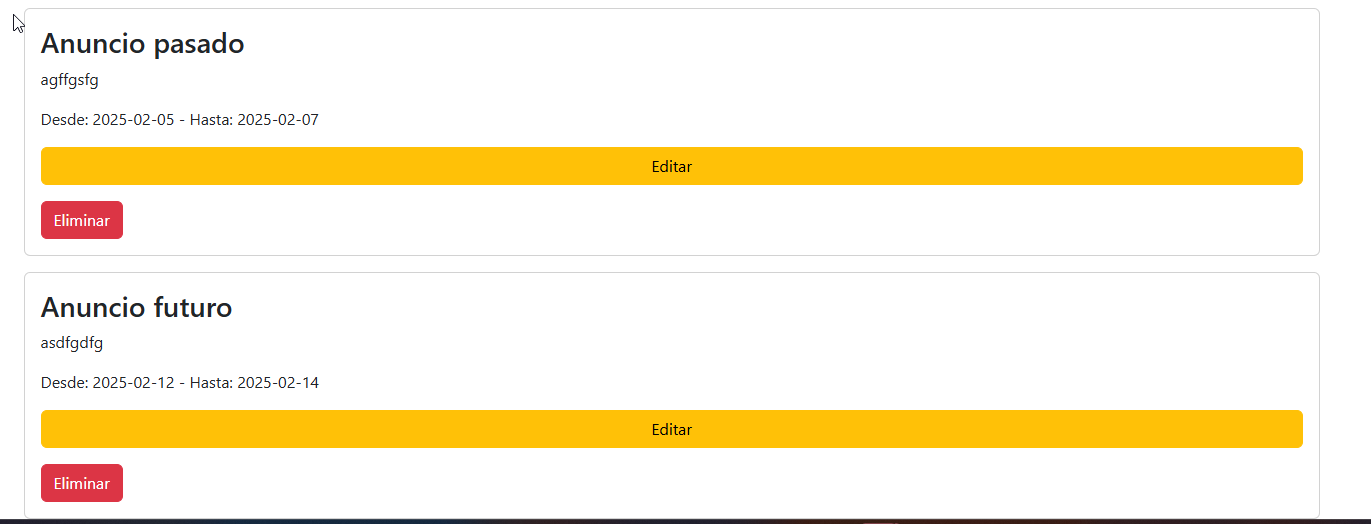 Anuncio pasado
agffgsfg
Desde: 2025-02-05 - Hasta: 2025-02-07
Editar
Eliminar
Anuncio futuro
asdfgdfg
Desde: 2025-02-12 - Hasta: 2025-02-14
Editar
Eliminar